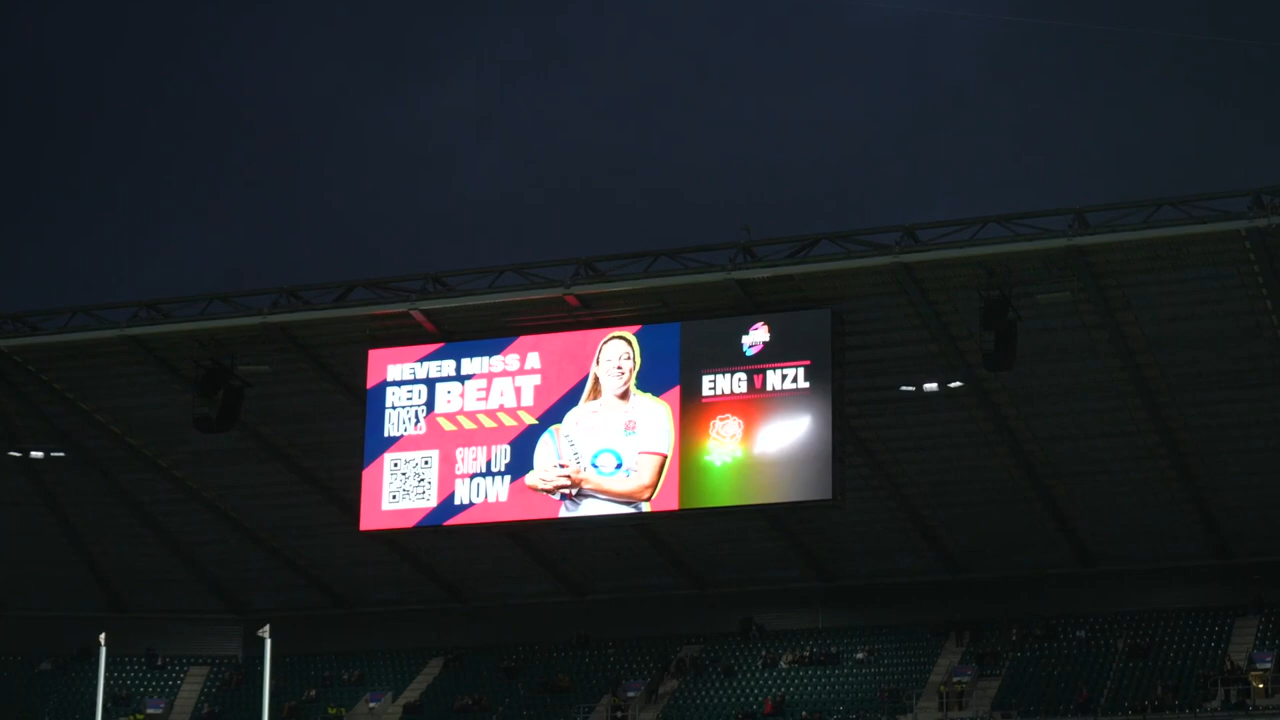 NEVER MISS A
RED
ROSES
BEAT
SIGN UP
NOW
ENG V NZL